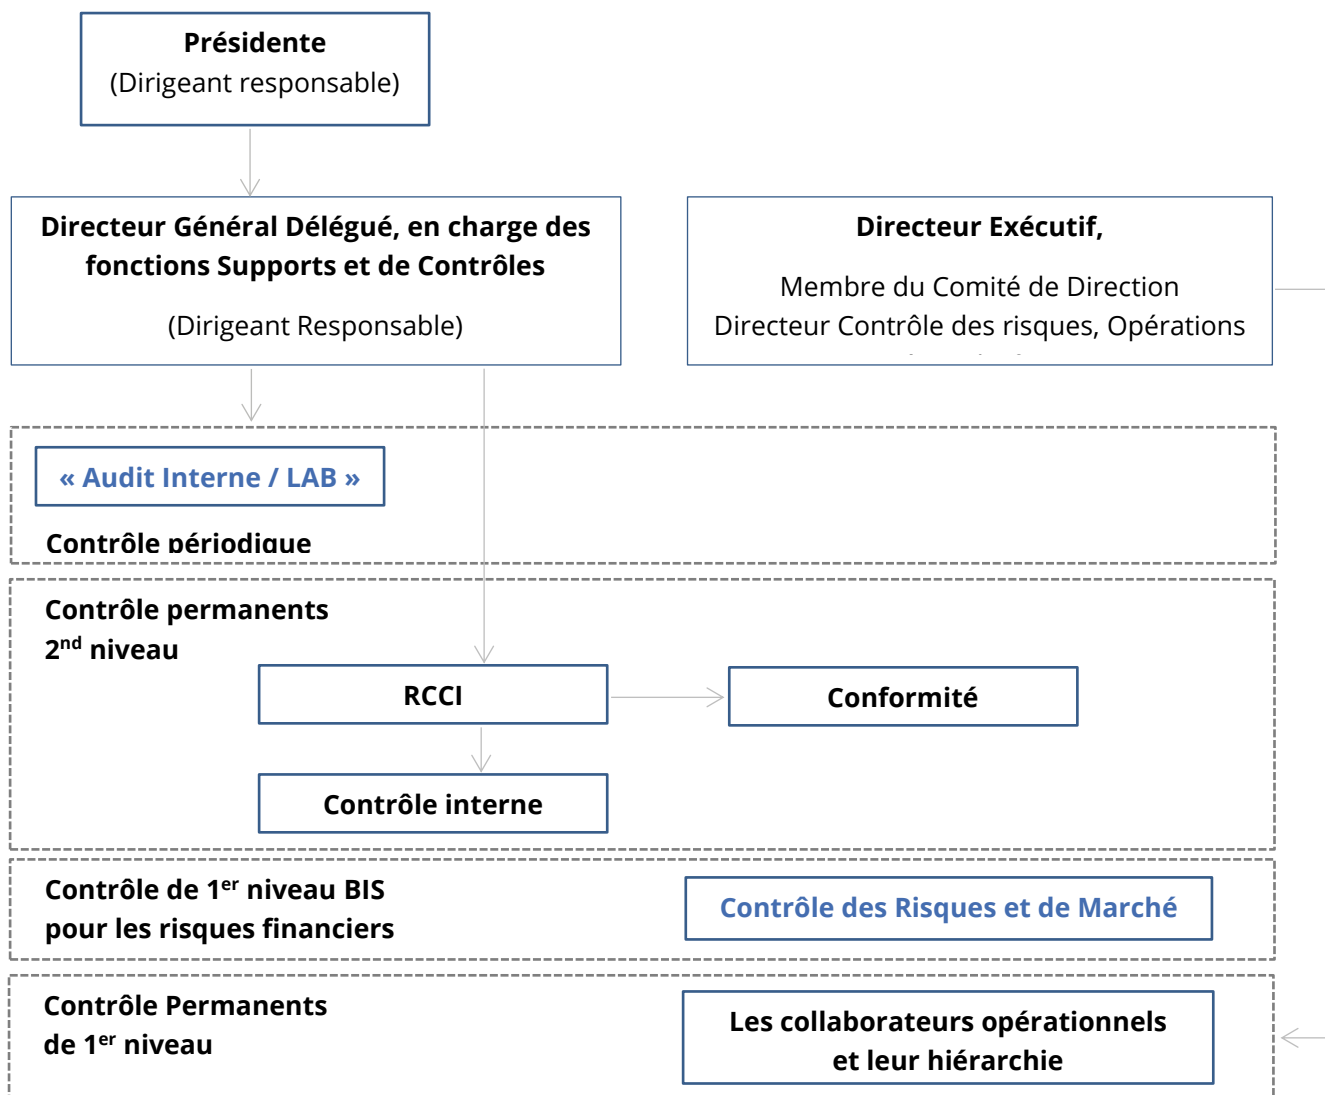 Présidente
(Dirigeant responsable)
Directeur Général Délégué, en charge des
fonctions Supports et de Contrôles
(Dirigeant Responsable)
Directeur Exécutif,
Membre du Comité de Direction
Directeur Contrôle des risques, Opérations
« Audit Interne / LAB »
Contrôle périodique
Contrôle permanents
2nd niveau
RCCI
Conformité
Contrôle interne
Contrôle de 1er niveau BIS
pour les risques financiers
Contrôle des Risques et de Marché
Contrôle Permanents
de 1er niveau
Les collaborateurs opérationnels
et leur hiérarchie